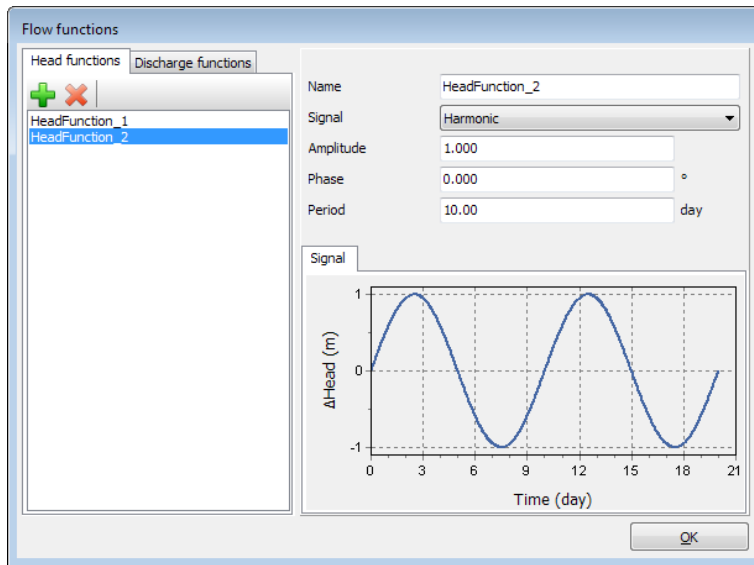 Flow functions
Head functions Discharge functions
HeadFunction_1
HeadFunction_2
Name HeadFunction_2
Signal Harmonic
Amplitude 1.000
Phase 0.000 °
Period 10.00 day
Signal
1
0
-1
ΔHead (m)
0 3 6 9 12 15 18 21
Time (day)
OK